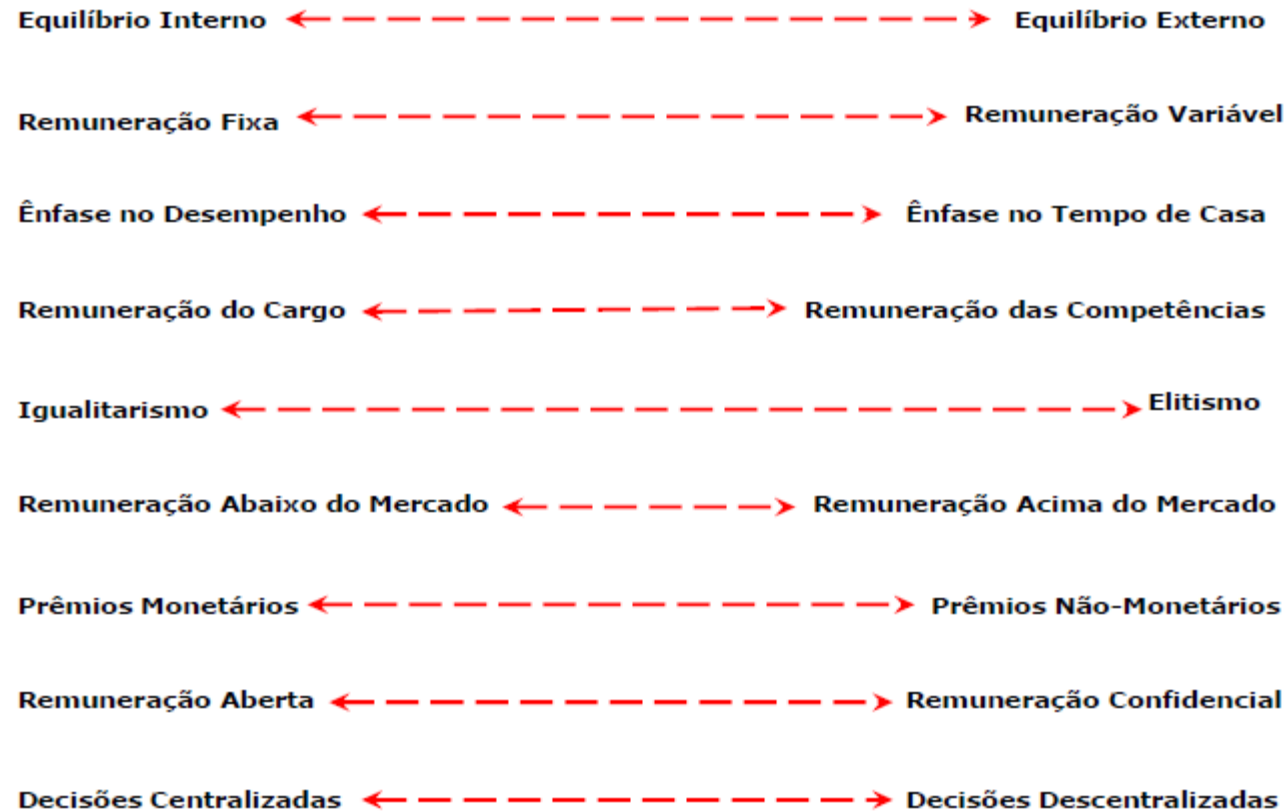 Equilíbrio Interno Equilíbrio Externo
Remuneração Fixa Remuneração Variável
Ênfase no Desempenho Ênfase no Tempo de Casa
Remuneração do Cargo Remuneração das Competências
Igualitarismo Elitismo
Remuneração Abaixo do Mercado Remuneração Acima do Mercado
Prêmios Monetários Prêmios Não-Monetários
Remuneração Aberta Remuneração Confidencial
Decisões Centralizadas Decisões Descentralizadas